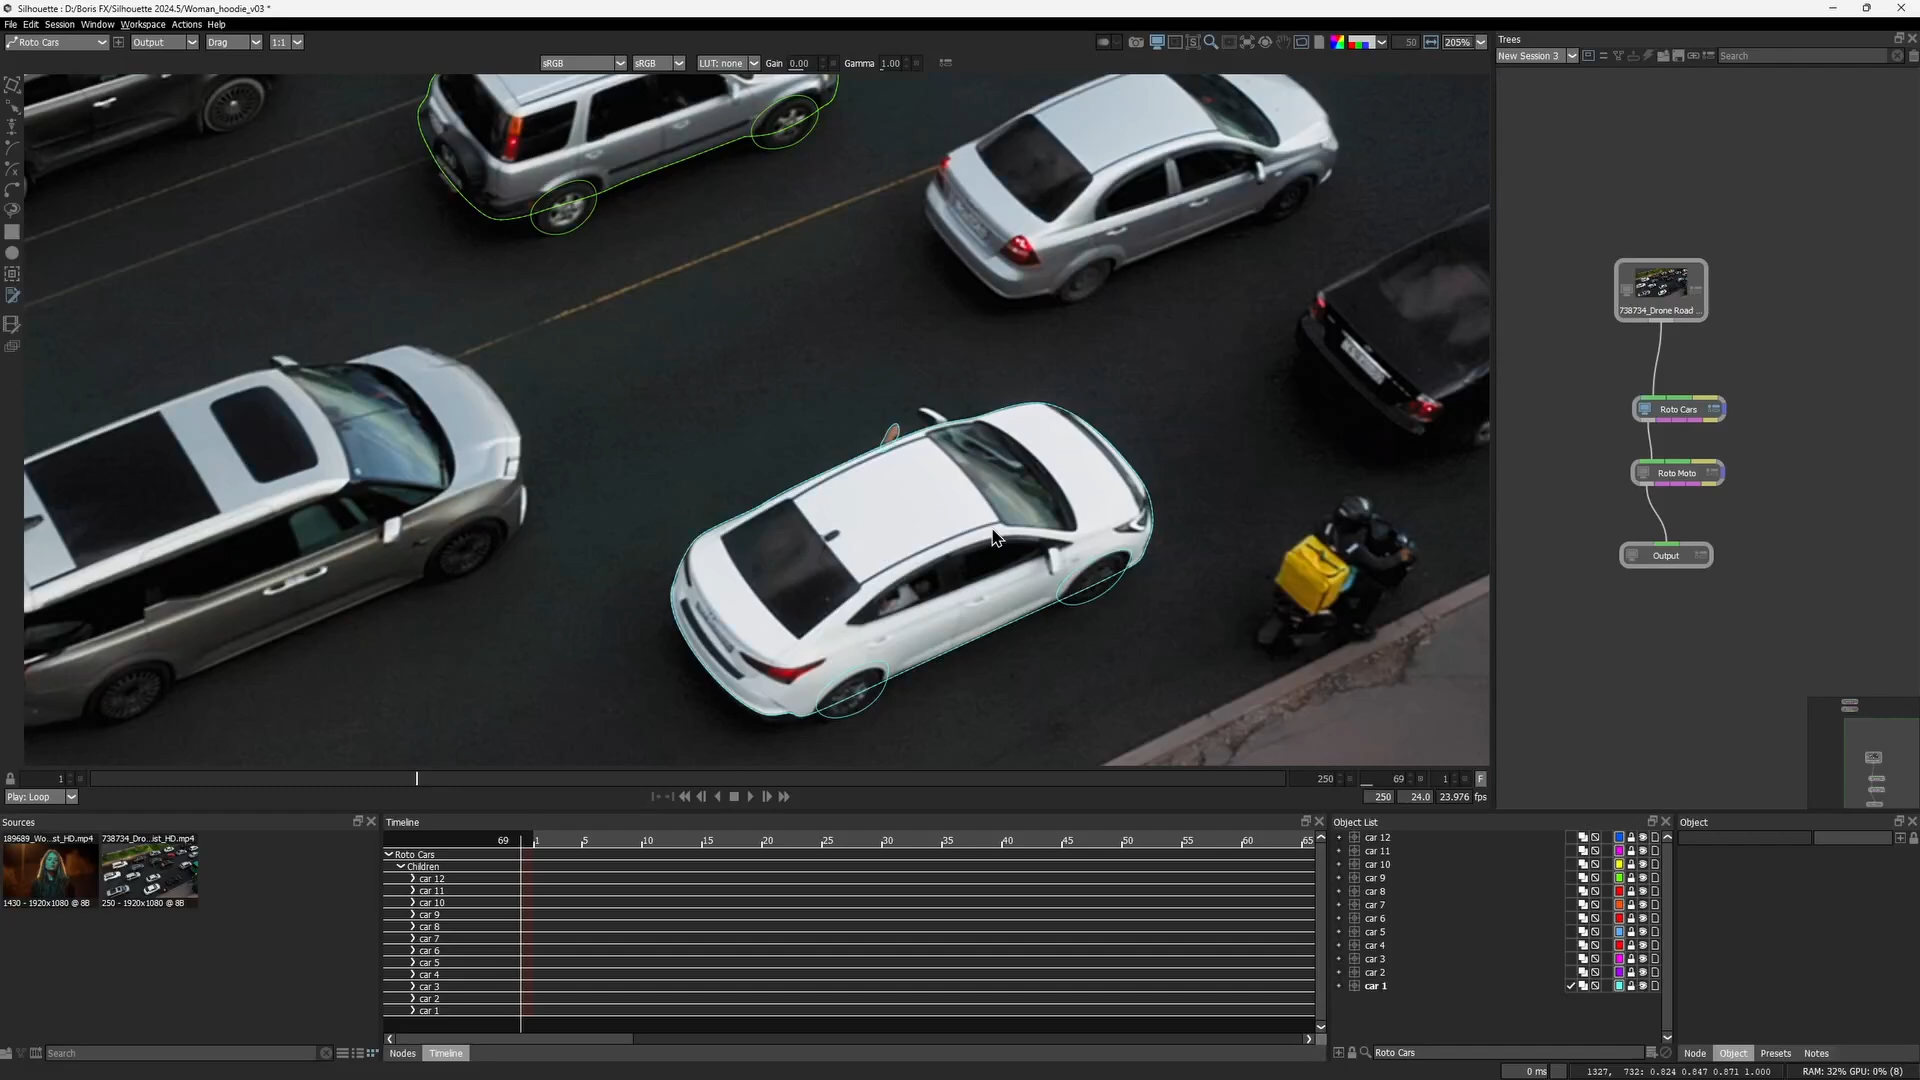 Silhouette : D:/Boris FX/Silhouette 2024.5/Woman_hoodie_v03 *
File Edit Session Window Workspace Actions Help
Roto Cars Output Drag 1:1 50 205%
Trees
sRGB sRGB LUT: none Gain 0.00 Gamma 1.00
New Session 3 Search
738734_Drone Road ...
Roto Cars
Roto Moto
Output
1 250 69 1 F
Play: Loop 250 24.0 23.976 fps
Sources
189689_Wo...st_HD.mp4 738734_Dro...ist_HD.mp4
1430 - 1920x1080 @ 8B 250 - 1920x1080 @ 8B
Search
Timeline
69 1 5 10 15 20 25 30 35 40 45 50 55 60 65
Roto Cars
Children
car 12
car 11
car 10
car 9
car 8
car 7
car 6
car 5
car 4
car 3
car 2
car 1
Nodes Timeline
Object List
car 12
car 11
car 10
car 9
car 8
car 7
car 6
car 5
car 4
car 3
car 2
car 1
Roto Cars
Object
Node Object Presets Notes
0 ms 1327, 732: 0.824 0.847 0.871 1.000 RAM: 32% GPU: 0% (8)